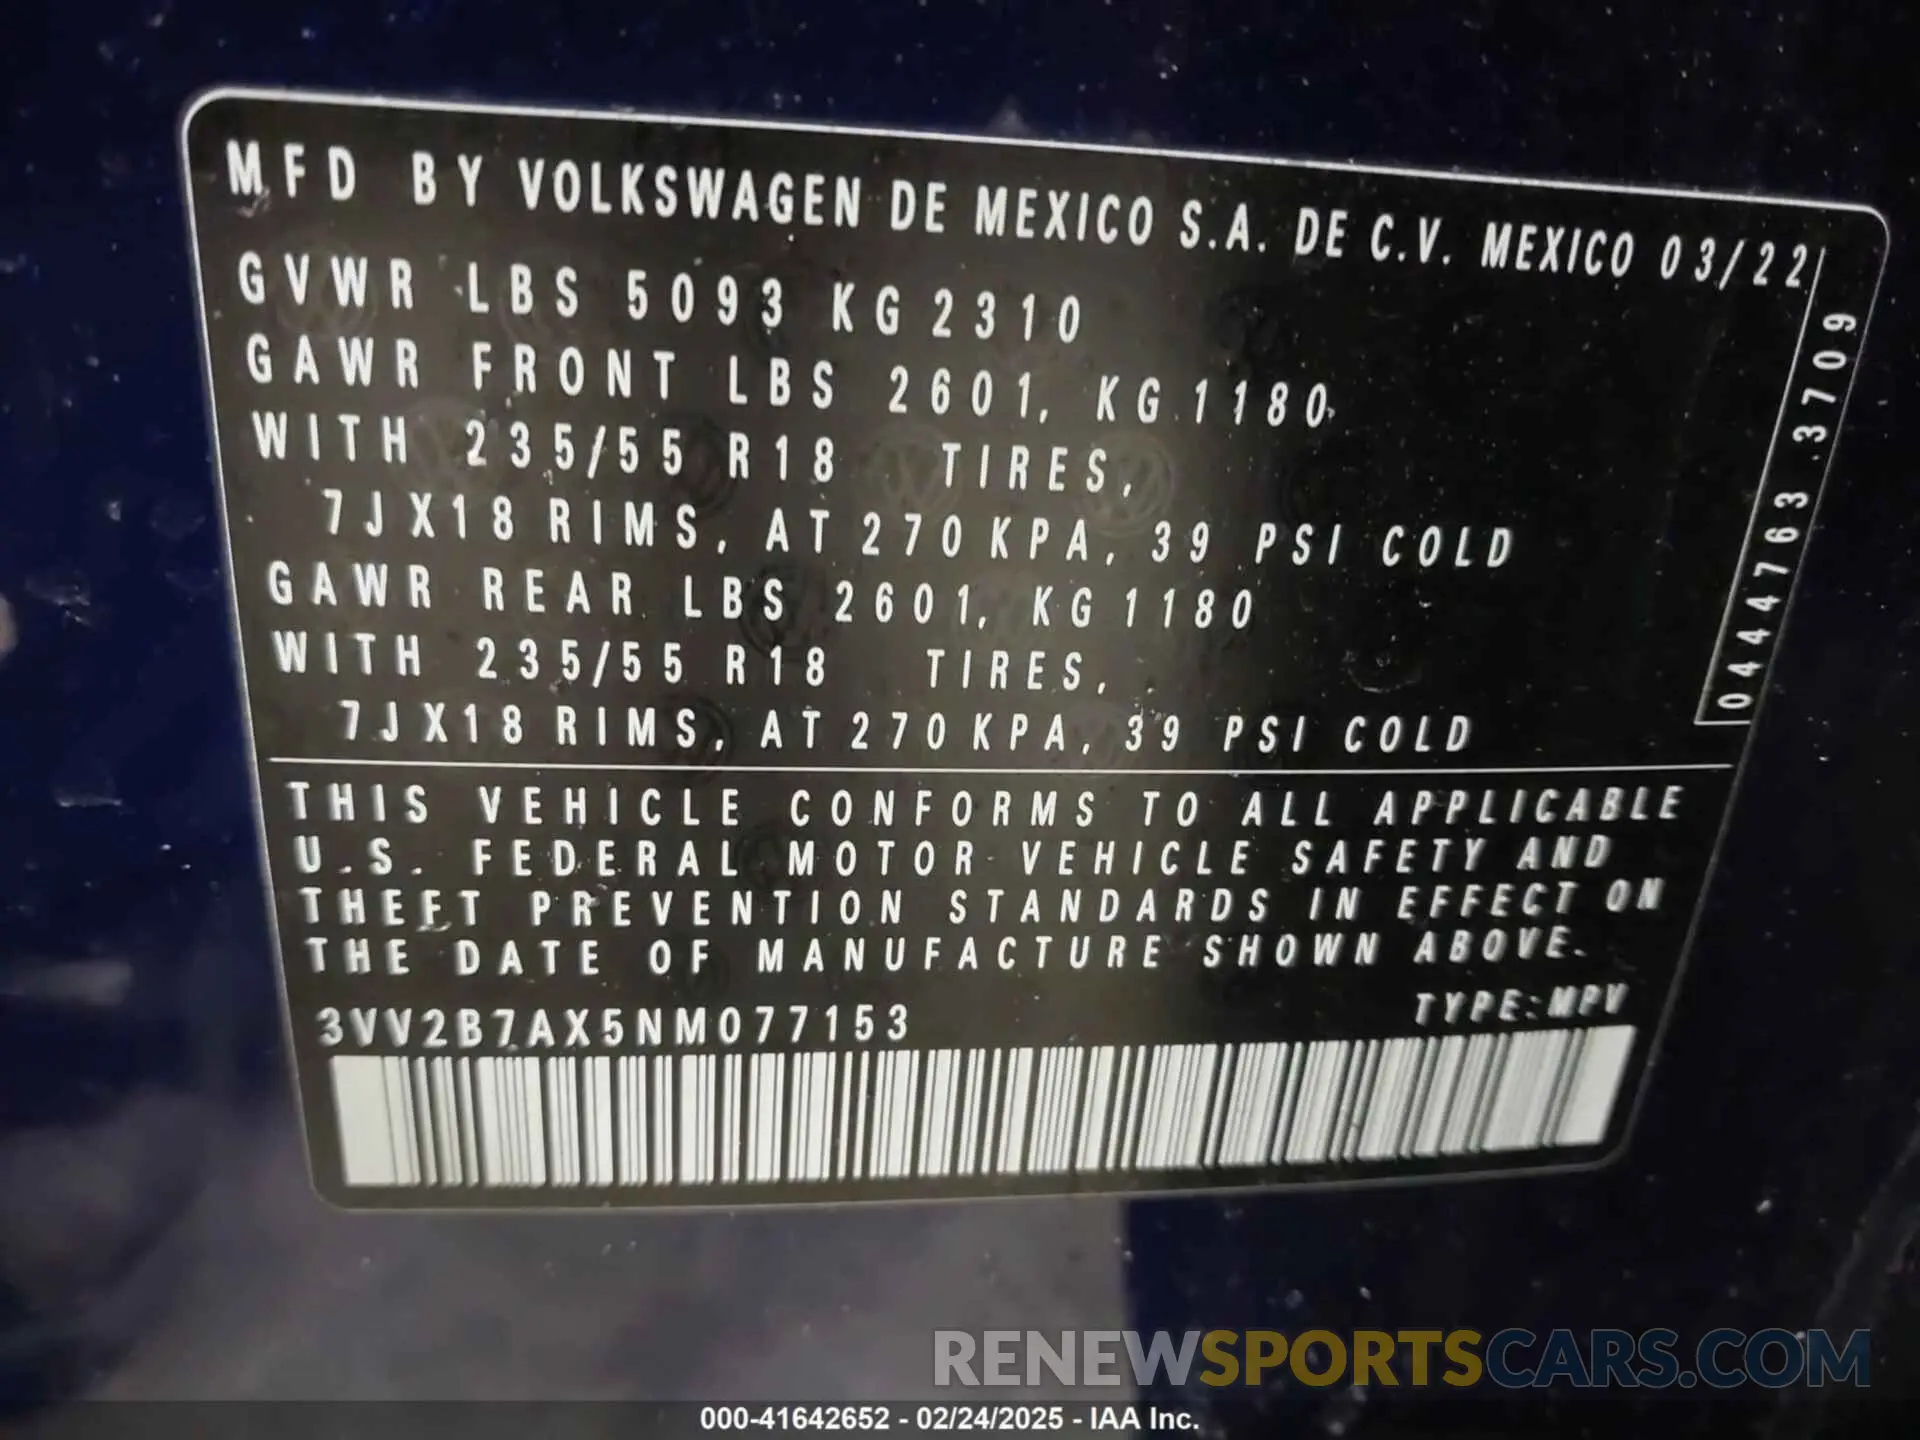 MFD BY VOLKSWAGEN DE MEXICO S.A. DE C.V. MEXICO 03/22
GVWR LBS 5093 KG 2310
GAWR FRONT LBS 2601, KG 1180
WITH 235/55 R18 TIRES,
7JX18 RIMS, AT 270 KPA, 39 PSI COLD
GAWR REAR LBS 2601, KG 1180
WITH 235/55 R18 TIRES,
7JX18 RIMS, AT 270 KPA, 39 PSI COLD
0444763 3709
THIS VEHICLE CONFORMS TO ALL APPLICABLE
U.S. FEDERAL MOTOR VEHICLE SAFETY AND
THEFT PREVENTION STANDARDS IN EFFECT ON
THE DATE OF MANUFACTURE SHOWN ABOVE.
3VV2B7AX5NM077153
TYPE: MPV
RENEWSPORTSCARS.COM
000-41642652 - 02/24/2025 - IAA Inc.